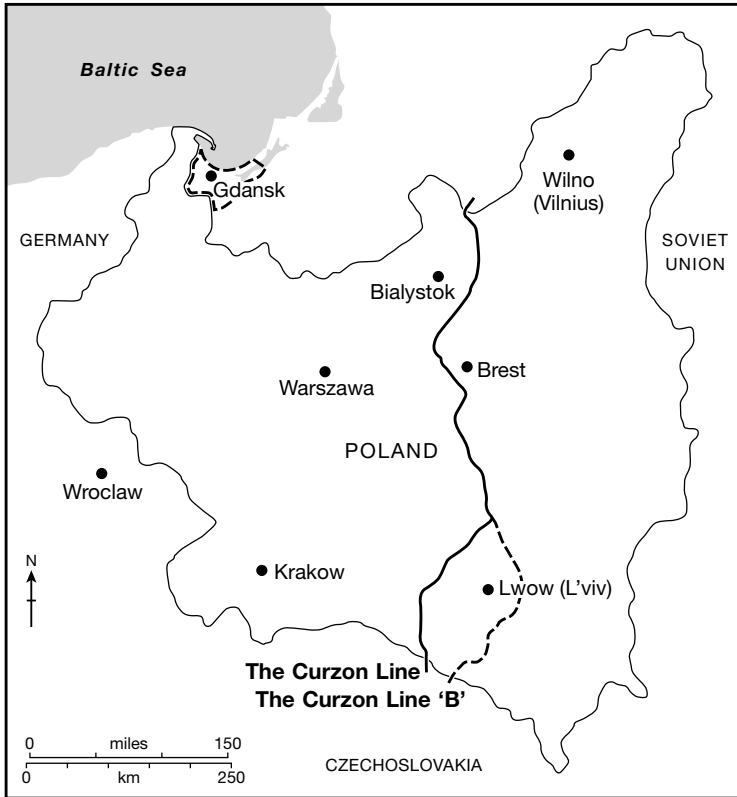 Baltic Sea
Gdansk
Wilno
(Vilnius)
GERMANY
SOVIET
UNION
Bialystok
Warszawa
Brest
POLAND
Wroclaw
N
Krakow
Lwow (L'viv)
The Curzon Line
The Curzon Line ‘B’
0 miles 150
0 km 250
CZECHOSLOVAKIA